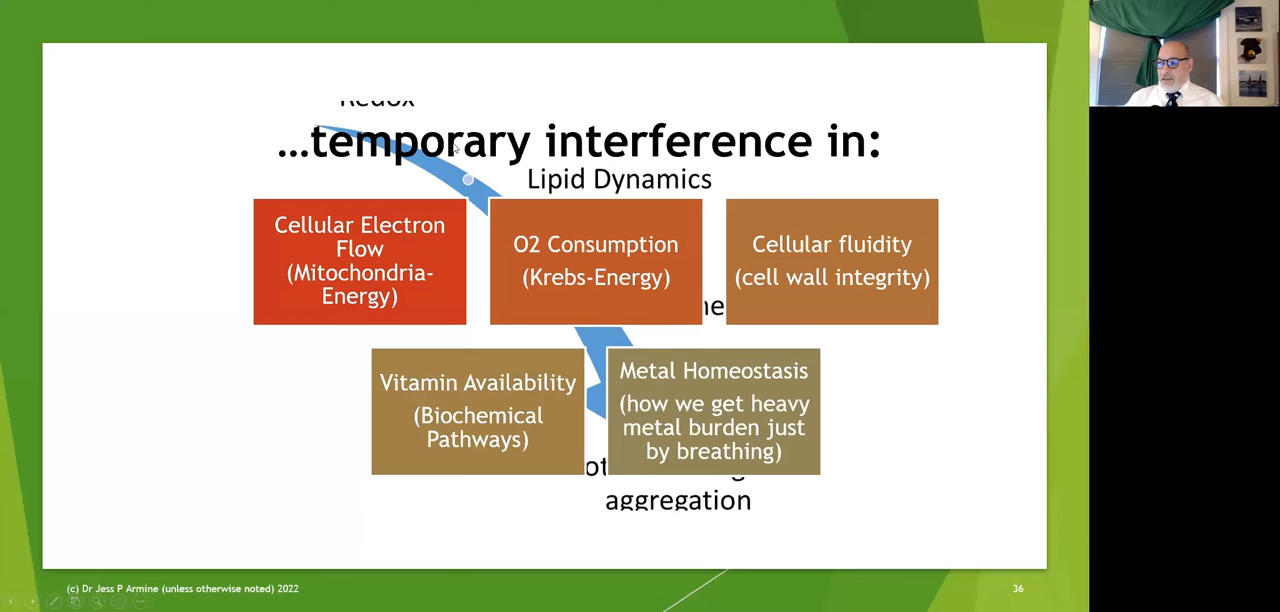 Redox
...temporary interference in:
Lipid Dynamics
Cellular Electron
Flow
(Mitochondria-
Energy)
O2 Consumption
(Krebs-Energy)
Cellular fluidity
(cell wall integrity)
Vitamin Availability
(Biochemical
Pathways)
Metal Homeostasis
(how we get heavy
metal burden just
by breathing)
aggregation
(c) Dr Jess P Armine (unless otherwise noted) 2022
36